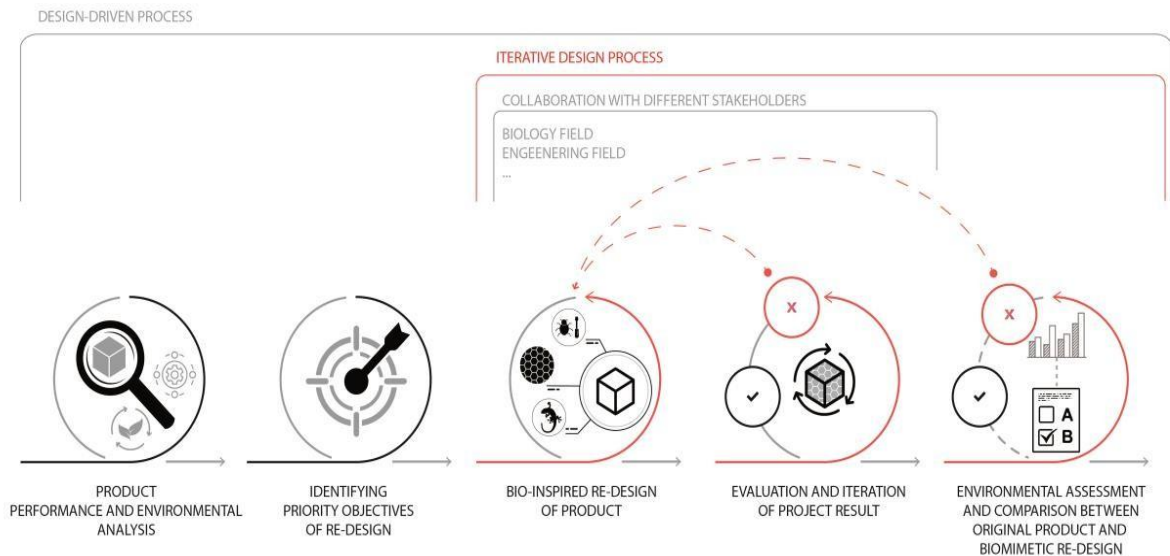 DESIGN-DRIVEN PROCESS
ITERATIVE DESIGN PROCESS
COLLABORATION WITH DIFFERENT STAKEHOLDERS
BIOLOGY FIELD
ENGEENERING FIELD
...
X
X
A
B
PRODUCT
PERFORMANCE AND ENVIRONMENTAL
ANALYSIS
IDENTIFYING
PRIORITY OBJECTIVES
OF RE-DESIGN
BIO-INSPIRED RE-DESIGN
OF PRODUCT
EVALUATION AND ITERATION
OF PROJECT RESULT
ENVIRONMENTAL ASSESSMENT
AND COMPARISON BETWEEN
ORIGINAL PRODUCT AND
BIOMIMETIC RE-DESIGN